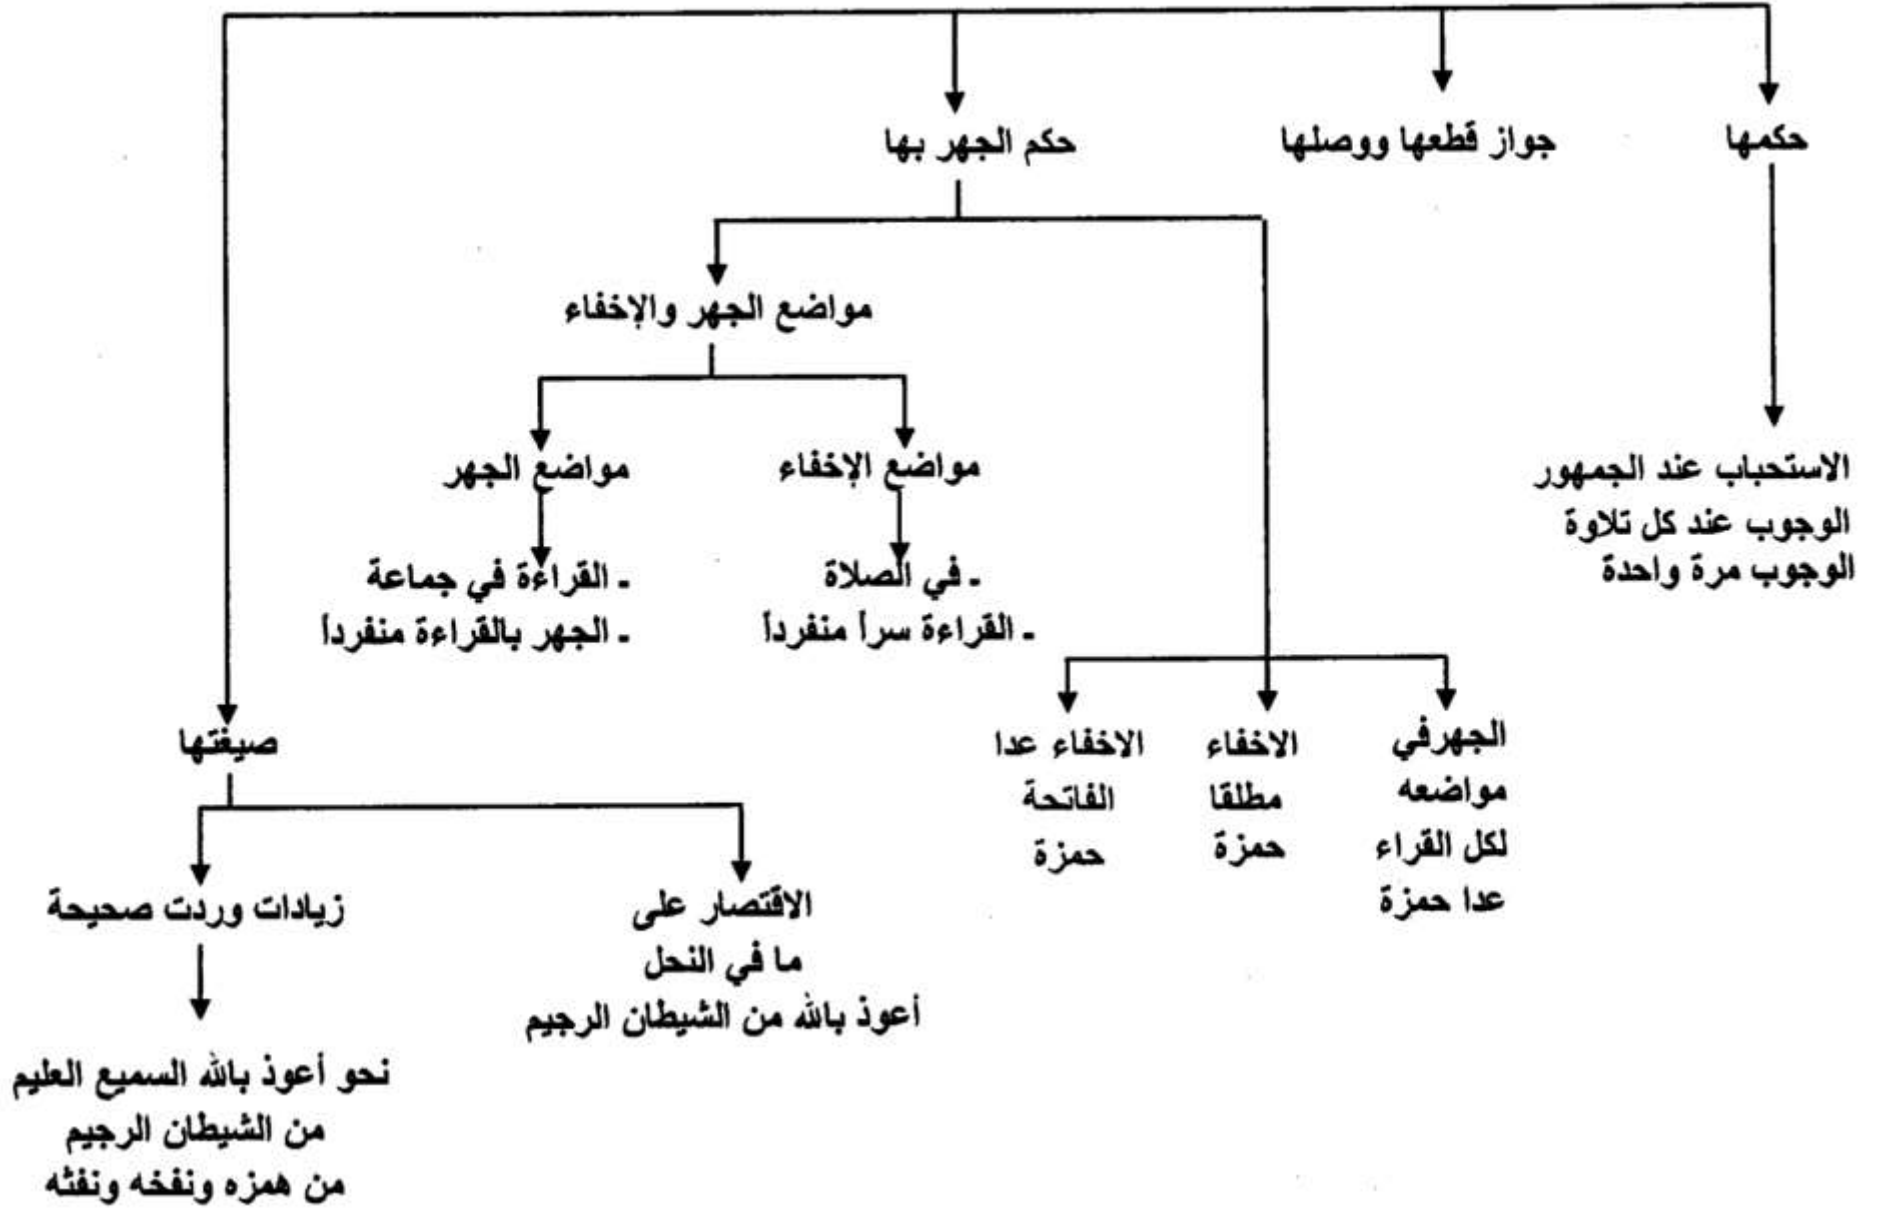 حكمها
جواز قطعها ووصلها
حكم الجهر بها
مواضع الجهر والإخفاء
مواضع الإخفاء
مواضع الجهر
الاستحباب عند الجمهور
الوجوب عند كل تلاوة
الوجوب مرة واحدة
ـ في الصلاة
ـ القراءة سراً منفرداً
ـ القراءة في جماعة
ـ الجهر بالقراءة منفرداً
الجهرفي
مواضعه
لكل القراء
عدا حمزة
الاخفاء
مطلقا
حمزة
الاخفاء عدا
الفاتحة
حمزة
صيغتها
الاقتصار على
ما في النحل
أعوذ بالله من الشيطان الرجيم
زيادات وردت صحيحة
نحو أعوذ بالله السميع العليم
من الشيطان الرجيم
من همزه ونفخه ونفثه